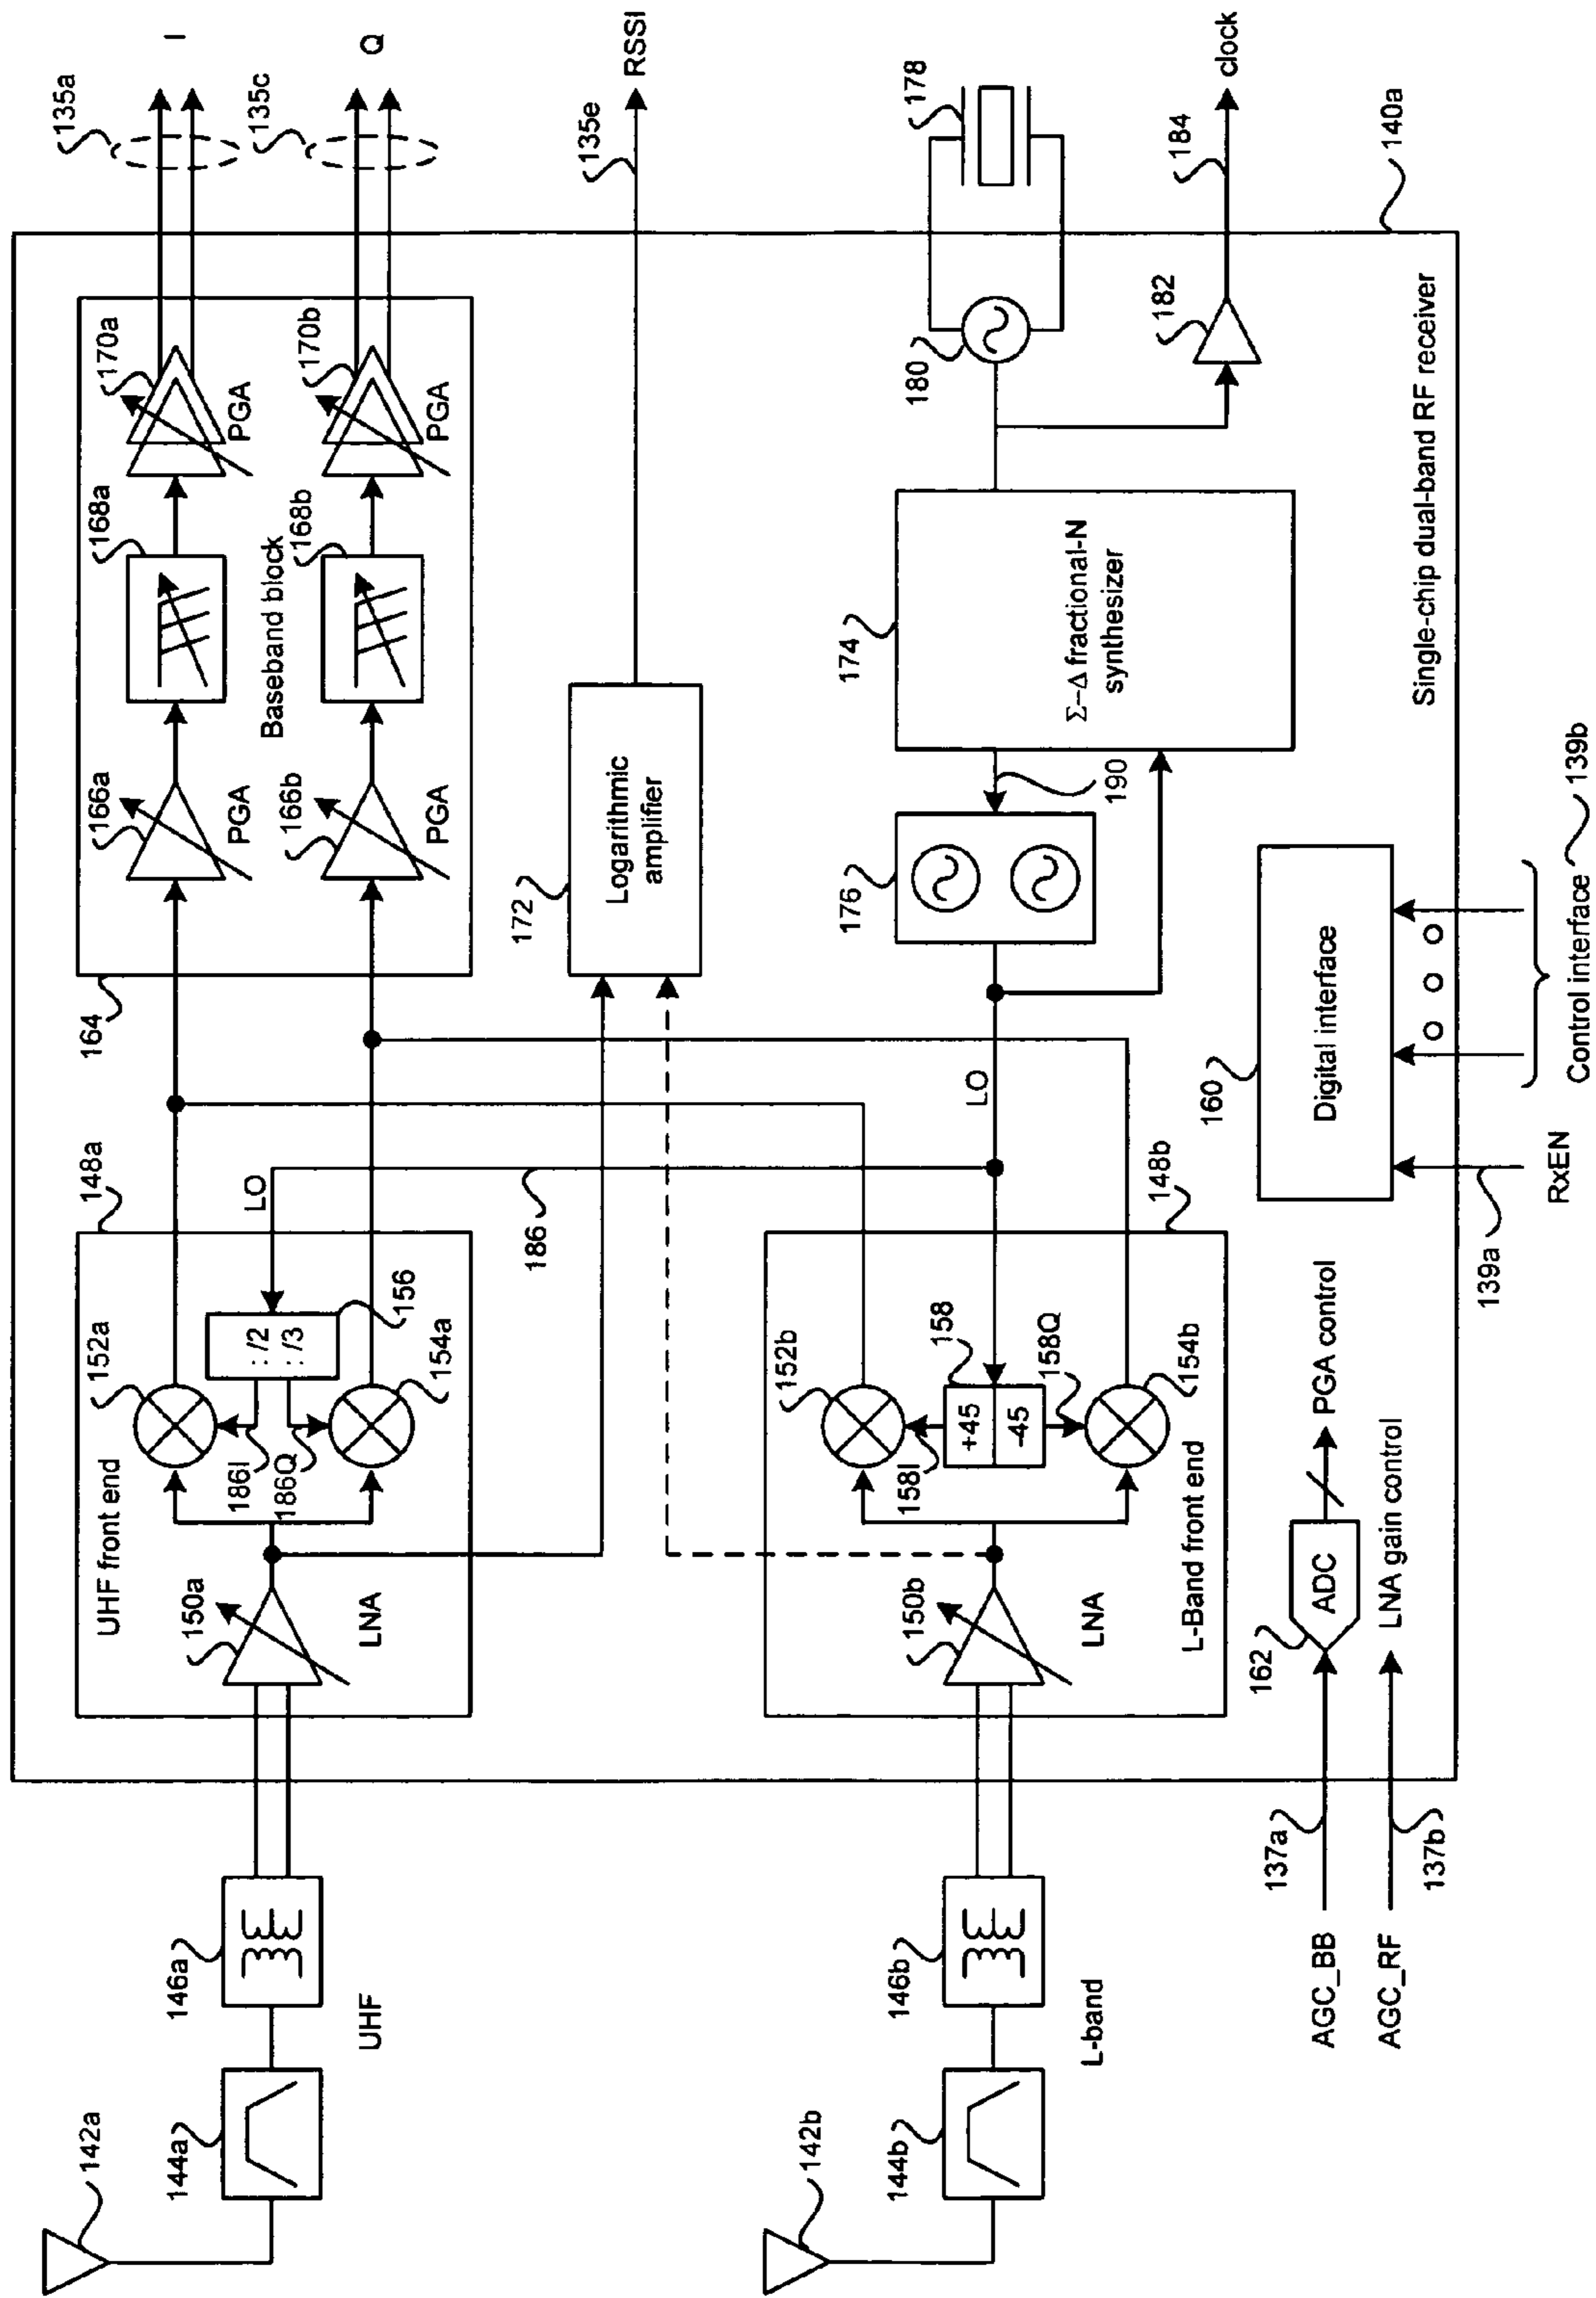 142a
144a
146a
UHF
148a
UHF front end
150a
LNA
152a
186I
186Q
: /2
: /3
156
154a
LO
186
164
166a
PGA
168a
170a
PGA
Baseband block
166b
PGA
168b
170b
PGA
135a
I
135c
Q
172
Logarithmic
amplifier
135e
RSSI
142b
144b
146b
L-band
148b
L-Band front end
150b
LNA
152b
158I
158
+45
-45
158Q
154b
LO
176
190
174
Σ-Δ fractional-N
synthesizer
180
178
182
184
clock
AGC_BB
137a
162
ADC
PGA control
AGC_RF
137b
LNA gain control
160
Digital interface
139a
RxEN
Control interface
139b
Single-chip dual-band RF receiver
140a